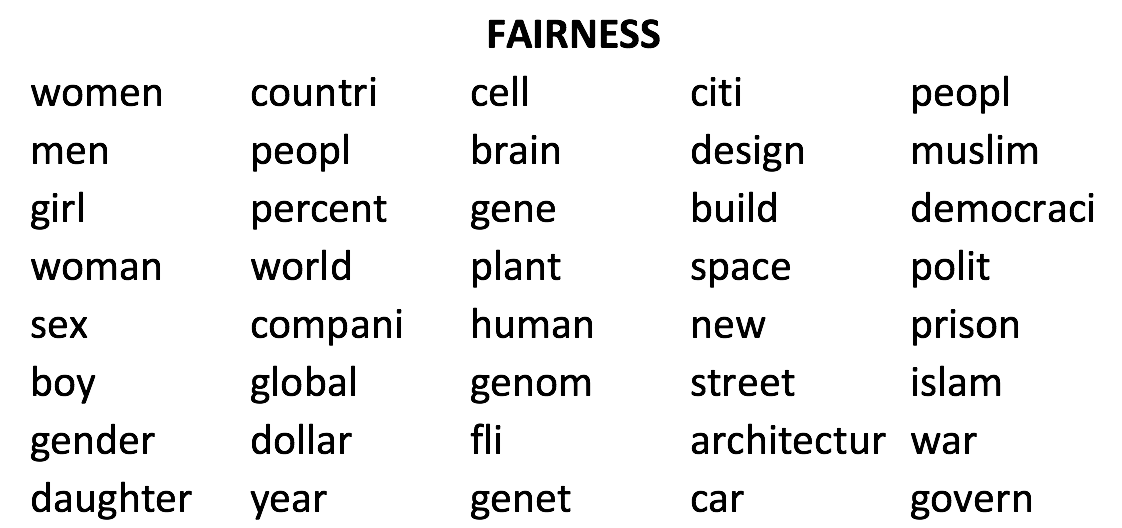 FAIRNESS
women countri cell citi peopl
men peopl brain design muslim
girl percent gene build democraci
woman world plant space polit
sex compani human new prison
boy global genom street islam
gender dollar fli architectur war
daughter year genet car govern